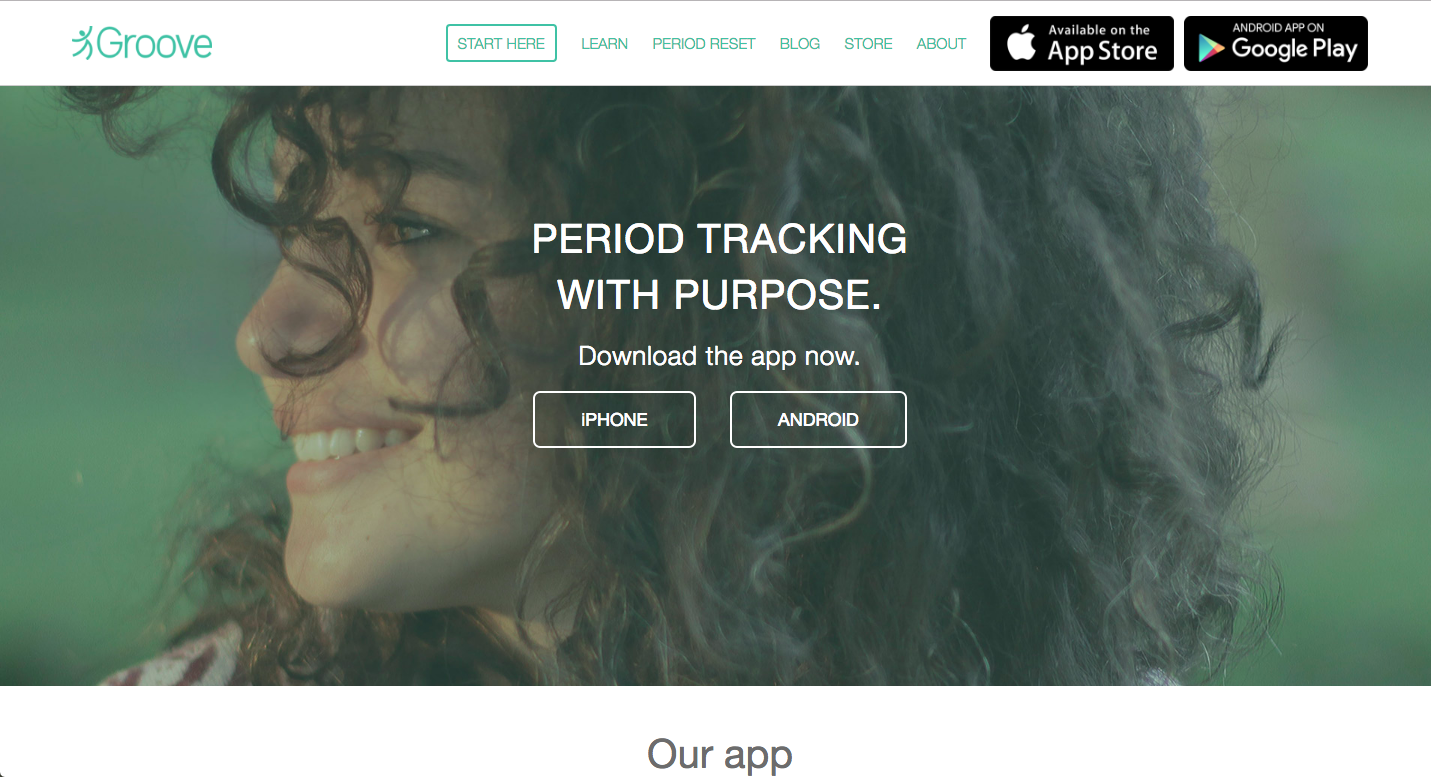 Groove
START HERE
LEARN
PERIOD RESET
BLOG
STORE
ABOUT
Available on the
App Store
ANDROID APP ON
Google Play
PERIOD TRACKING
WITH PURPOSE.
Download the app now.
iPHONE
ANDROID
Our app